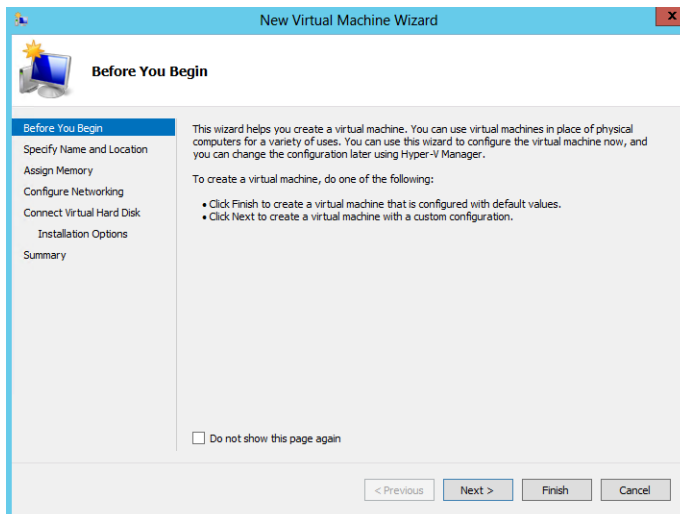 New Virtual Machine Wizard
x
Before You Begin
Before You Begin
Specify Name and Location
Assign Memory
Configure Networking
Connect Virtual Hard Disk
Installation Options
Summary
This wizard helps you create a virtual machine. You can use virtual machines in place of physical
computers for a variety of uses. You can use this wizard to configure the virtual machine now, and
you can change the configuration later using Hyper-V Manager.
To create a virtual machine, do one of the following:
• Click Finish to create a virtual machine that is configured with default values.
• Click Next to create a virtual machine with a custom configuration.
Do not show this page again
< Previous
Next >
Finish
Cancel